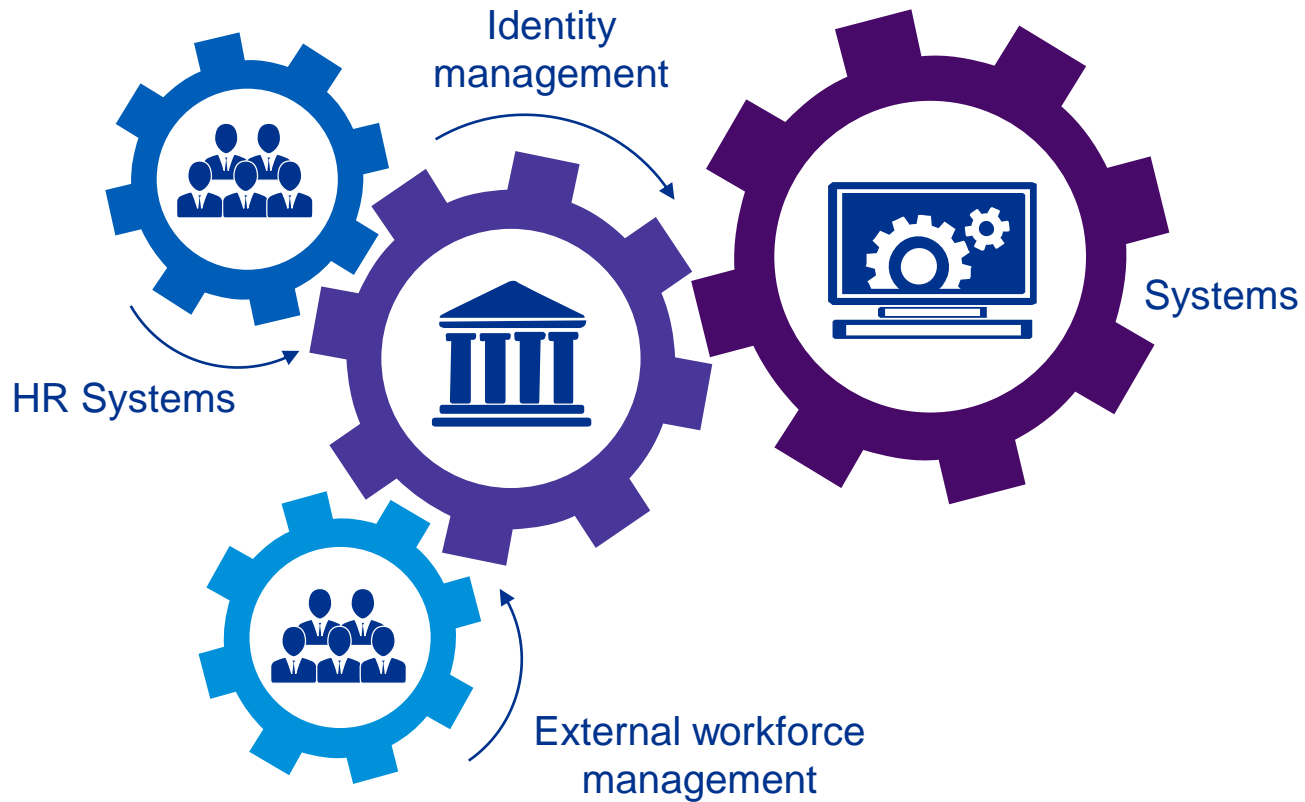 Identity
management
Systems
HR Systems
External workforce
management